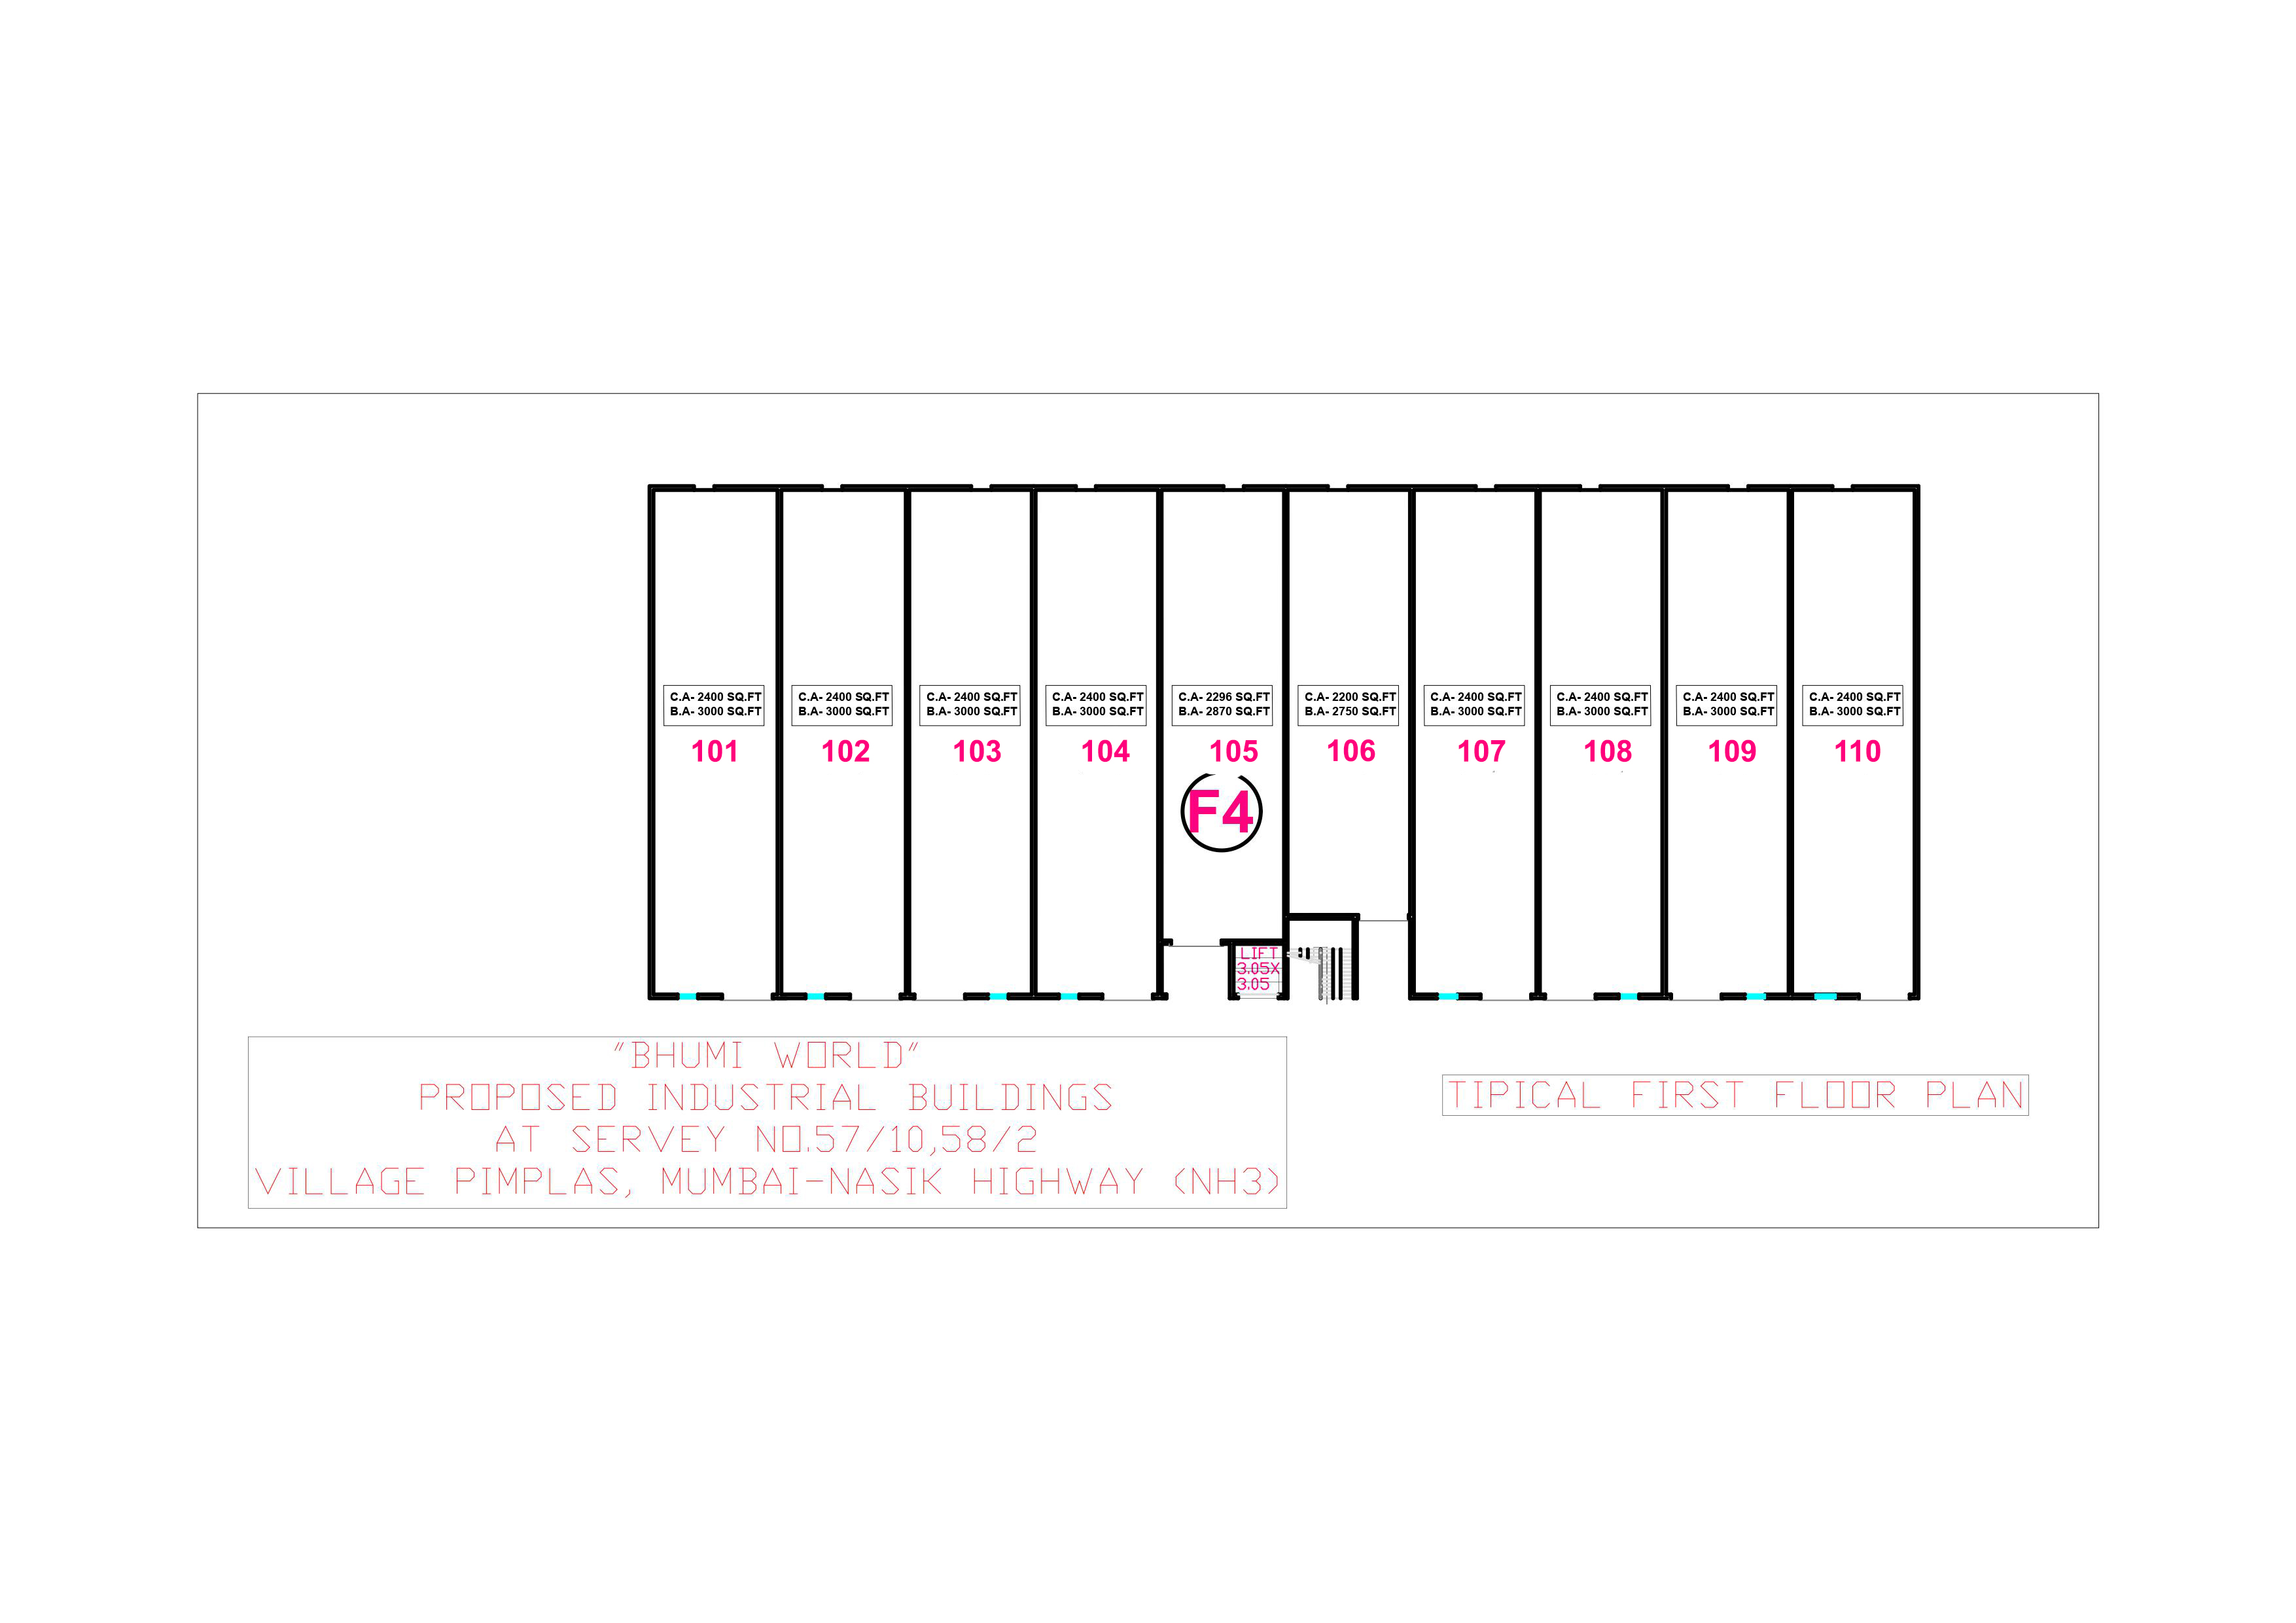 C.A- 2400 SQ.FT
B.A- 3000 SQ.FT
101
C.A- 2400 SQ.FT
B.A- 3000 SQ.FT
102
C.A- 2400 SQ.FT
B.A- 3000 SQ.FT
103
C.A- 2400 SQ.FT
B.A- 3000 SQ.FT
104
C.A- 2296 SQ.FT
B.A- 2870 SQ.FT
105
F4
C.A- 2200 SQ.FT
B.A- 2750 SQ.FT
106
C.A- 2400 SQ.FT
B.A- 3000 SQ.FT
107
C.A- 2400 SQ.FT
B.A- 3000 SQ.FT
108
C.A- 2400 SQ.FT
B.A- 3000 SQ.FT
109
C.A- 2400 SQ.FT
B.A- 3000 SQ.FT
110
LIFT
3.05X
3.05
"BHUMI WORLD"
PROPOSED INDUSTRIAL BUILDINGS
AT SERVEY NO.57/10,58/2
VILLAGE PIMPLAS, MUMBAI-NASIK HIGHWAY (NH3)
TIPICAL FIRST FLOOR PLAN